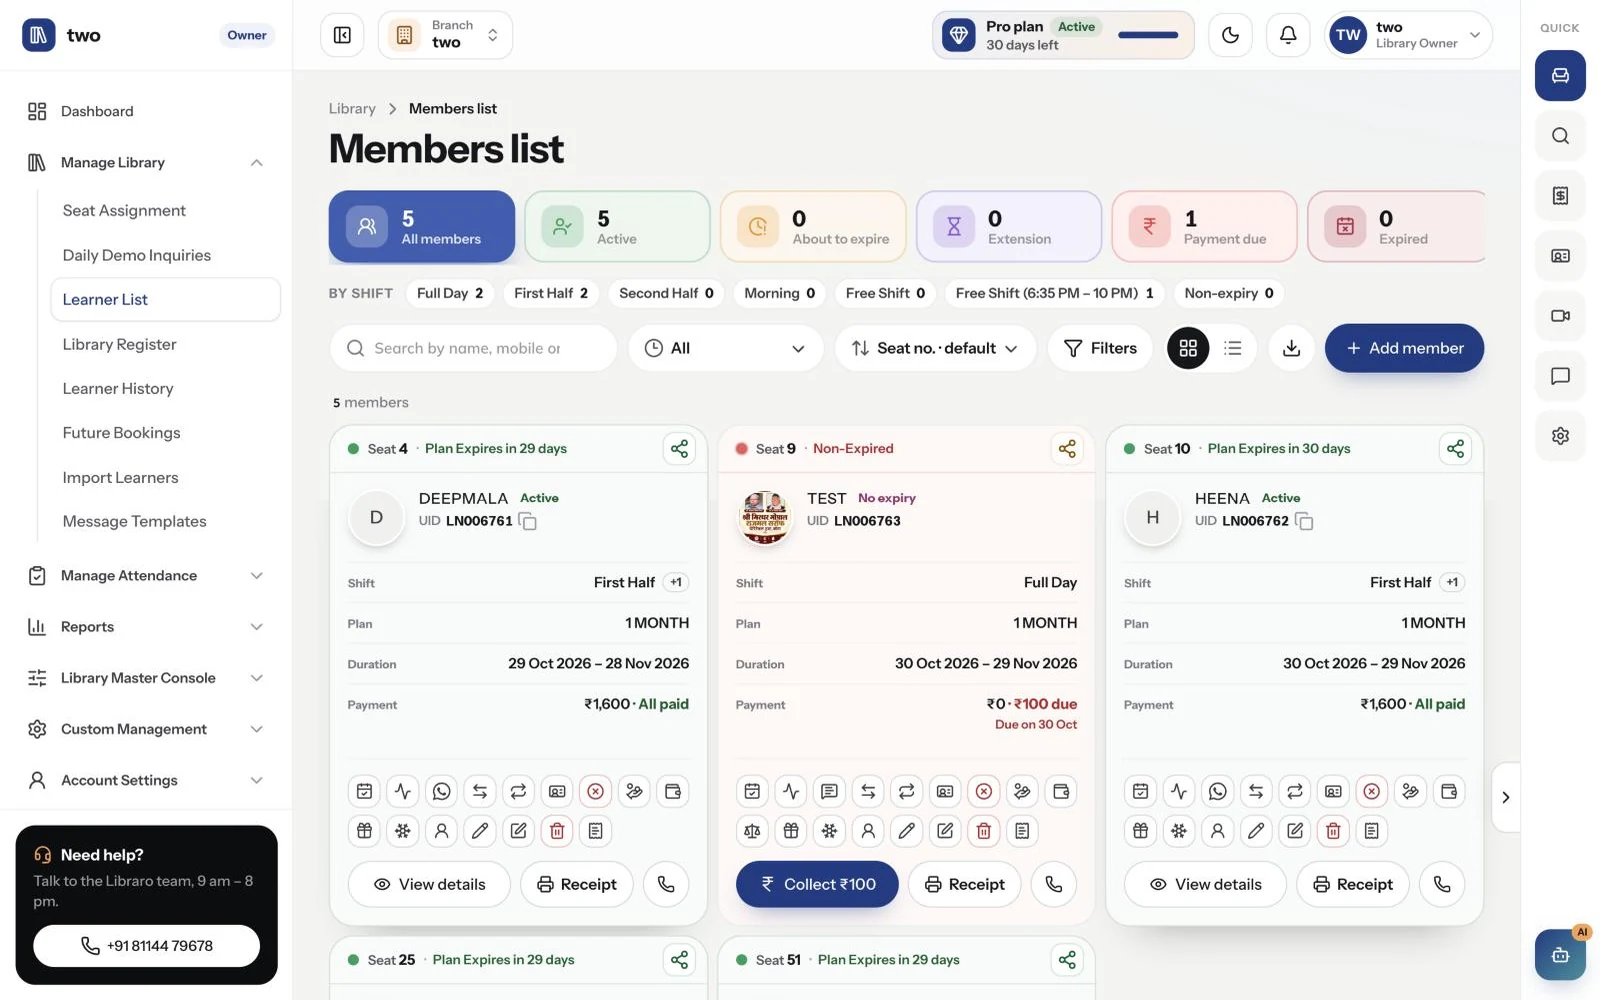 two
Owner
Branch
two
Pro plan
Active
30 days left
TW
two
Library Owner
QUICK
Dashboard
Manage Library
Seat Assignment
Daily Demo Inquiries
Learner List
Library Register
Learner History
Future Bookings
Import Learners
Message Templates
Manage Attendance
Reports
Library Master Console
Custom Management
Account Settings
Need help?
Talk to the Libraro team, 9 am – 8
pm.
+91 81144 79678
Library > Members list
Members list
5
All members
5
Active
0
About to expire
0
Extension
1
Payment due
0
Expired
BY SHIFT
Full Day 2
First Half 2
Second Half 0
Morning 0
Free Shift 0
Free Shift (6:35 PM – 10 PM) 1
Non-expiry 0
Search by name, mobile or
All
Seat no. · default
Filters
+ Add member
5 members
Seat 4 · Plan Expires in 29 days
D
DEEPMALA Active
UID LN006761
Shift First Half +1
Plan 1 MONTH
Duration 29 Oct 2026 – 28 Nov 2026
Payment ₹1,600 · All paid
View details
Receipt
Seat 9 · Non-Expired
TEST No expiry
UID LN006763
Shift Full Day
Plan 1 MONTH
Duration 30 Oct 2026 – 29 Nov 2026
Payment ₹0 · ₹100 due
Due on 30 Oct
₹ Collect ₹100
Receipt
Seat 10 · Plan Expires in 30 days
H
HEENA Active
UID LN006762
Shift First Half +1
Plan 1 MONTH
Duration 30 Oct 2026 – 29 Nov 2026
Payment ₹1,600 · All paid
View details
Receipt
Seat 25 · Plan Expires in 29 days
Seat 51 · Plan Expires in 29 days
AI